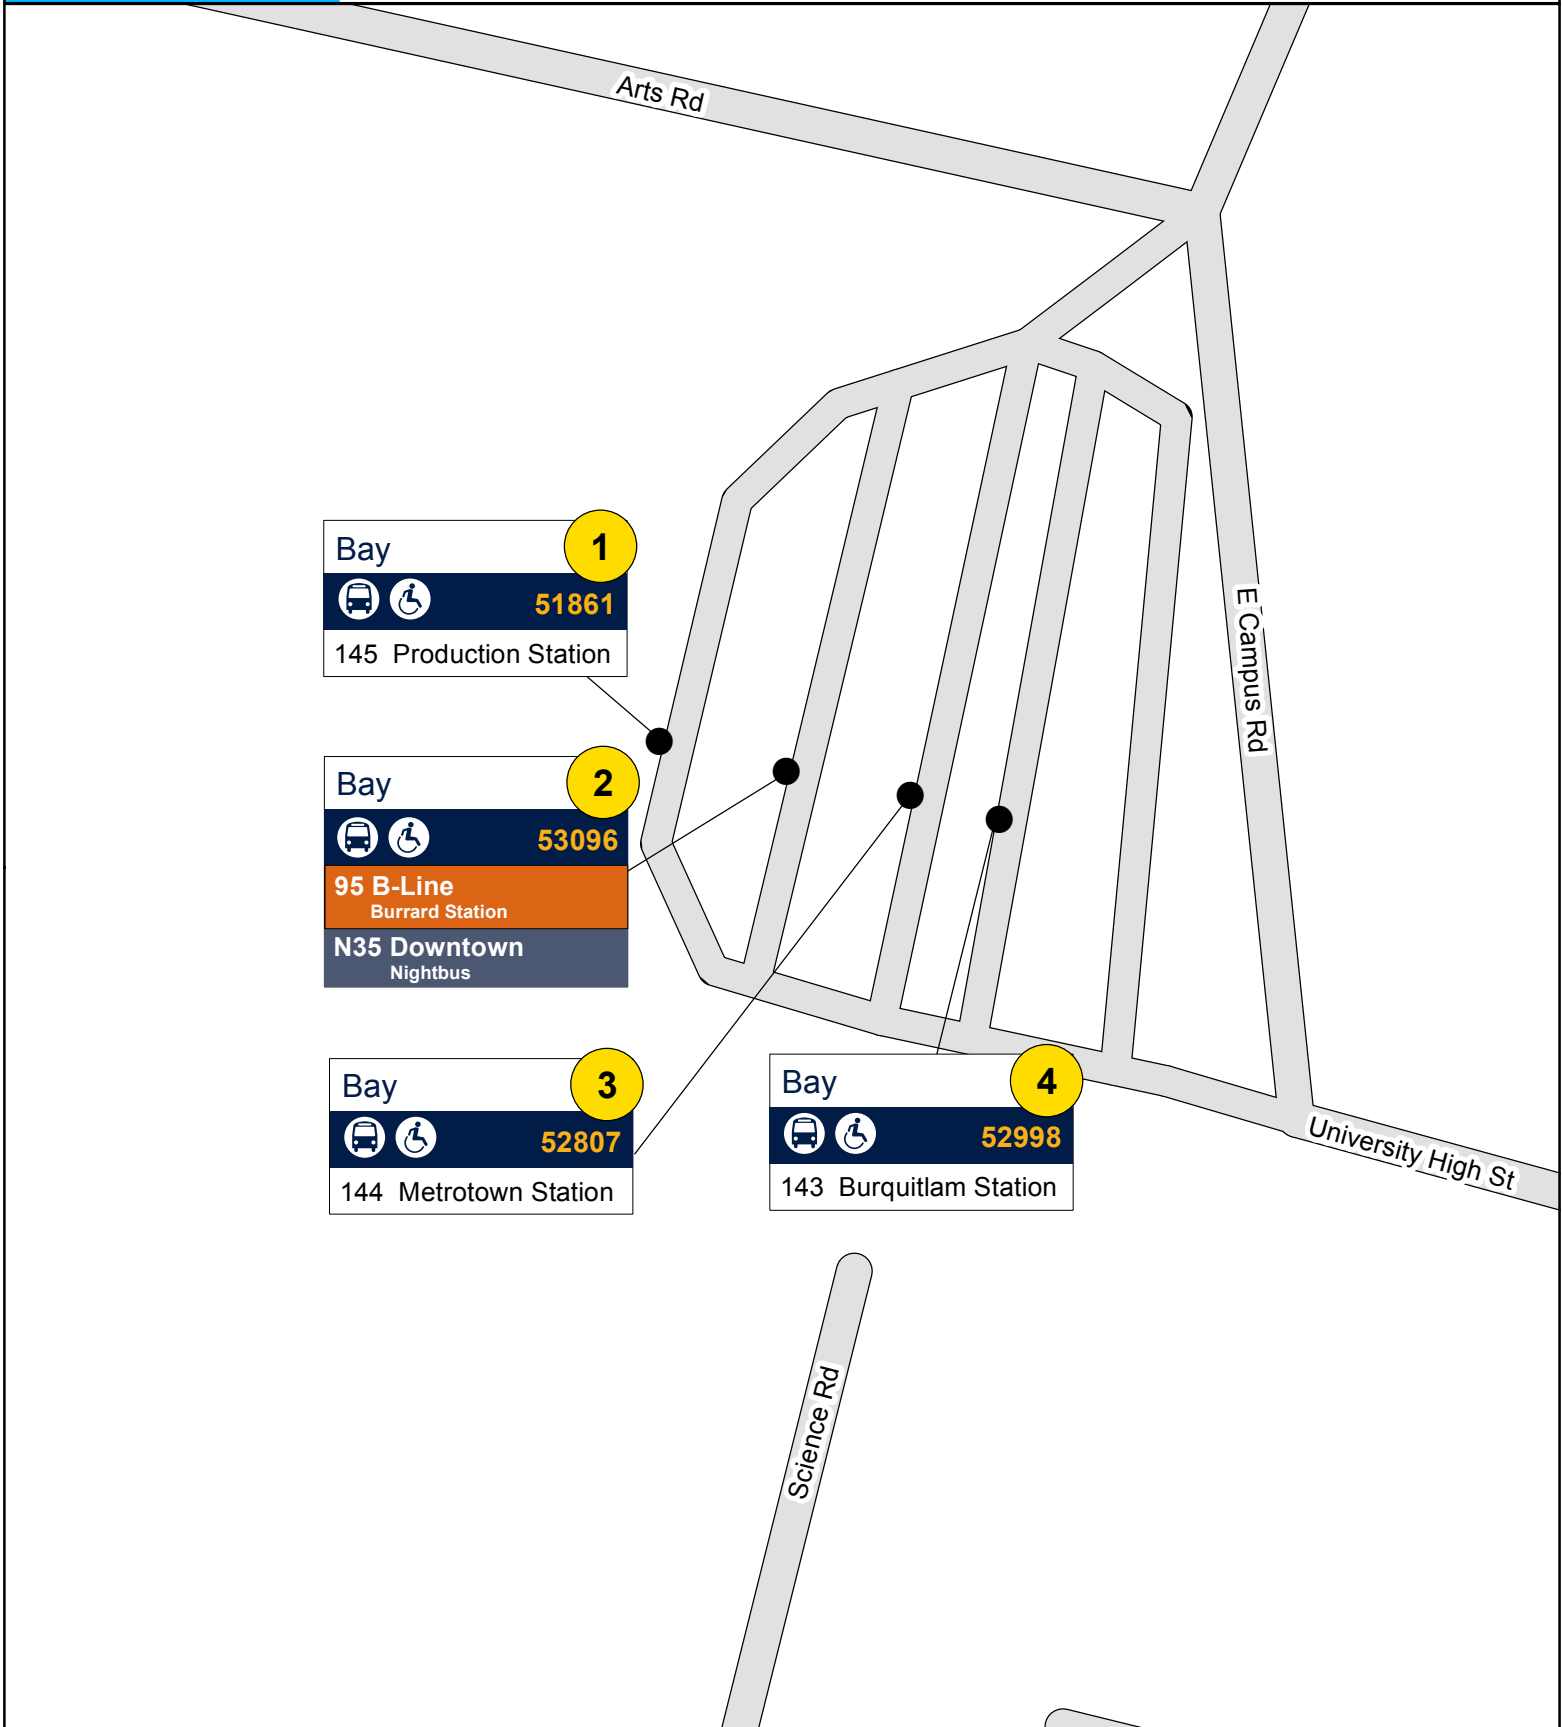 Arts Rd
Bay 1
51861
145 Production Station
E Campus Rd
Bay 2
53096
95 B-Line
Burrard Station
N35 Downtown
Nightbus
Bay 3
52807
144 Metrotown Station
Bay 4
52998
143 Burquitlam Station
University High St
Science Rd